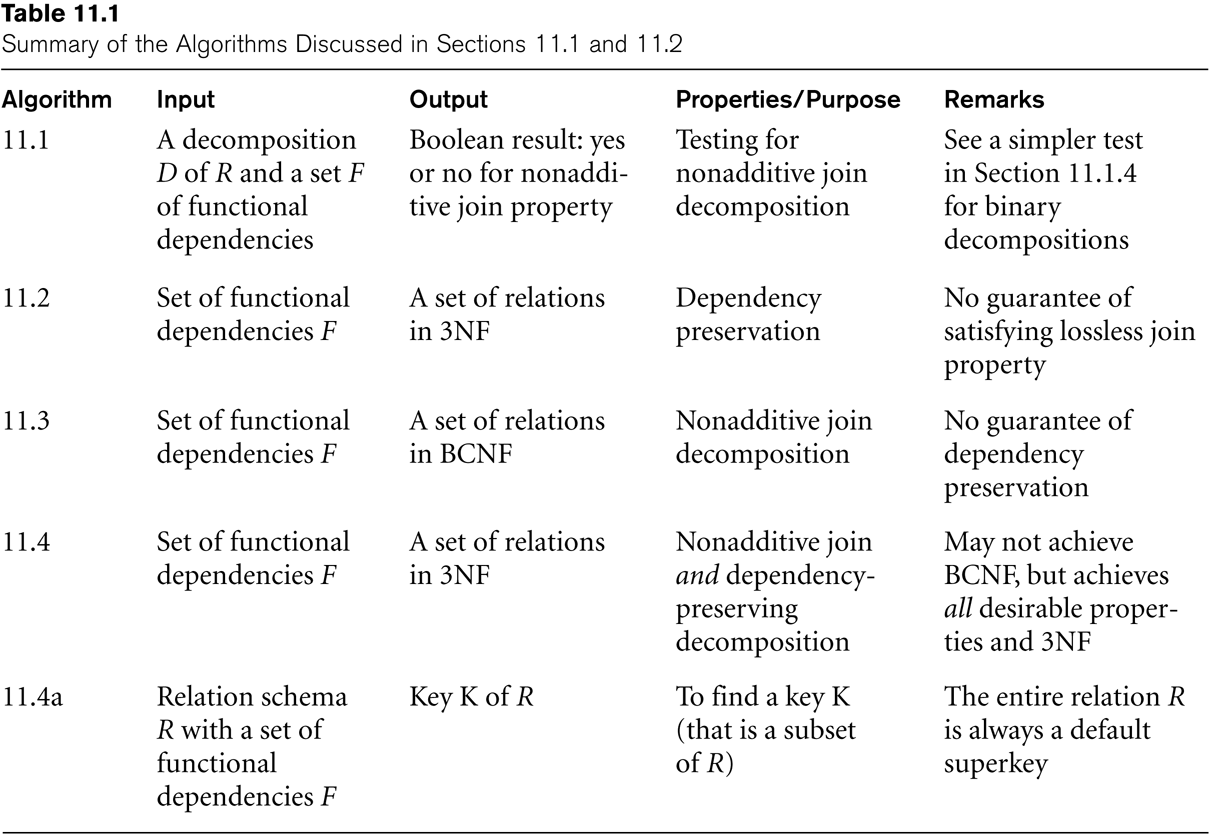 Table 11.1
Summary of the Algorithms Discussed in Sections 11.1 and 11.2
Algorithm Input Output Properties/Purpose Remarks
11.1 A decomposition Boolean result: yes Testing for See a simpler test
D of R and a set F or no for nonaddi- nonadditive join in Section 11.1.4
of functional tive join property decomposition for binary
dependencies decompositions
11.2 Set of functional A set of relations Dependency No guarantee of
dependencies F in 3NF preservation satisfying lossless join
property
11.3 Set of functional A set of relations Nonadditive join No guarantee of
dependencies F in BCNF decomposition dependency
preservation
11.4 Set of functional A set of relations Nonadditive join May not achieve
dependencies F in 3NF and dependency- BCNF, but achieves
preserving all desirable proper-
decomposition ties and 3NF
11.4a Relation schema Key K of R To find a key K The entire relation R
R with a set of (that is a subset is always a default
functional of R) superkey
dependencies F